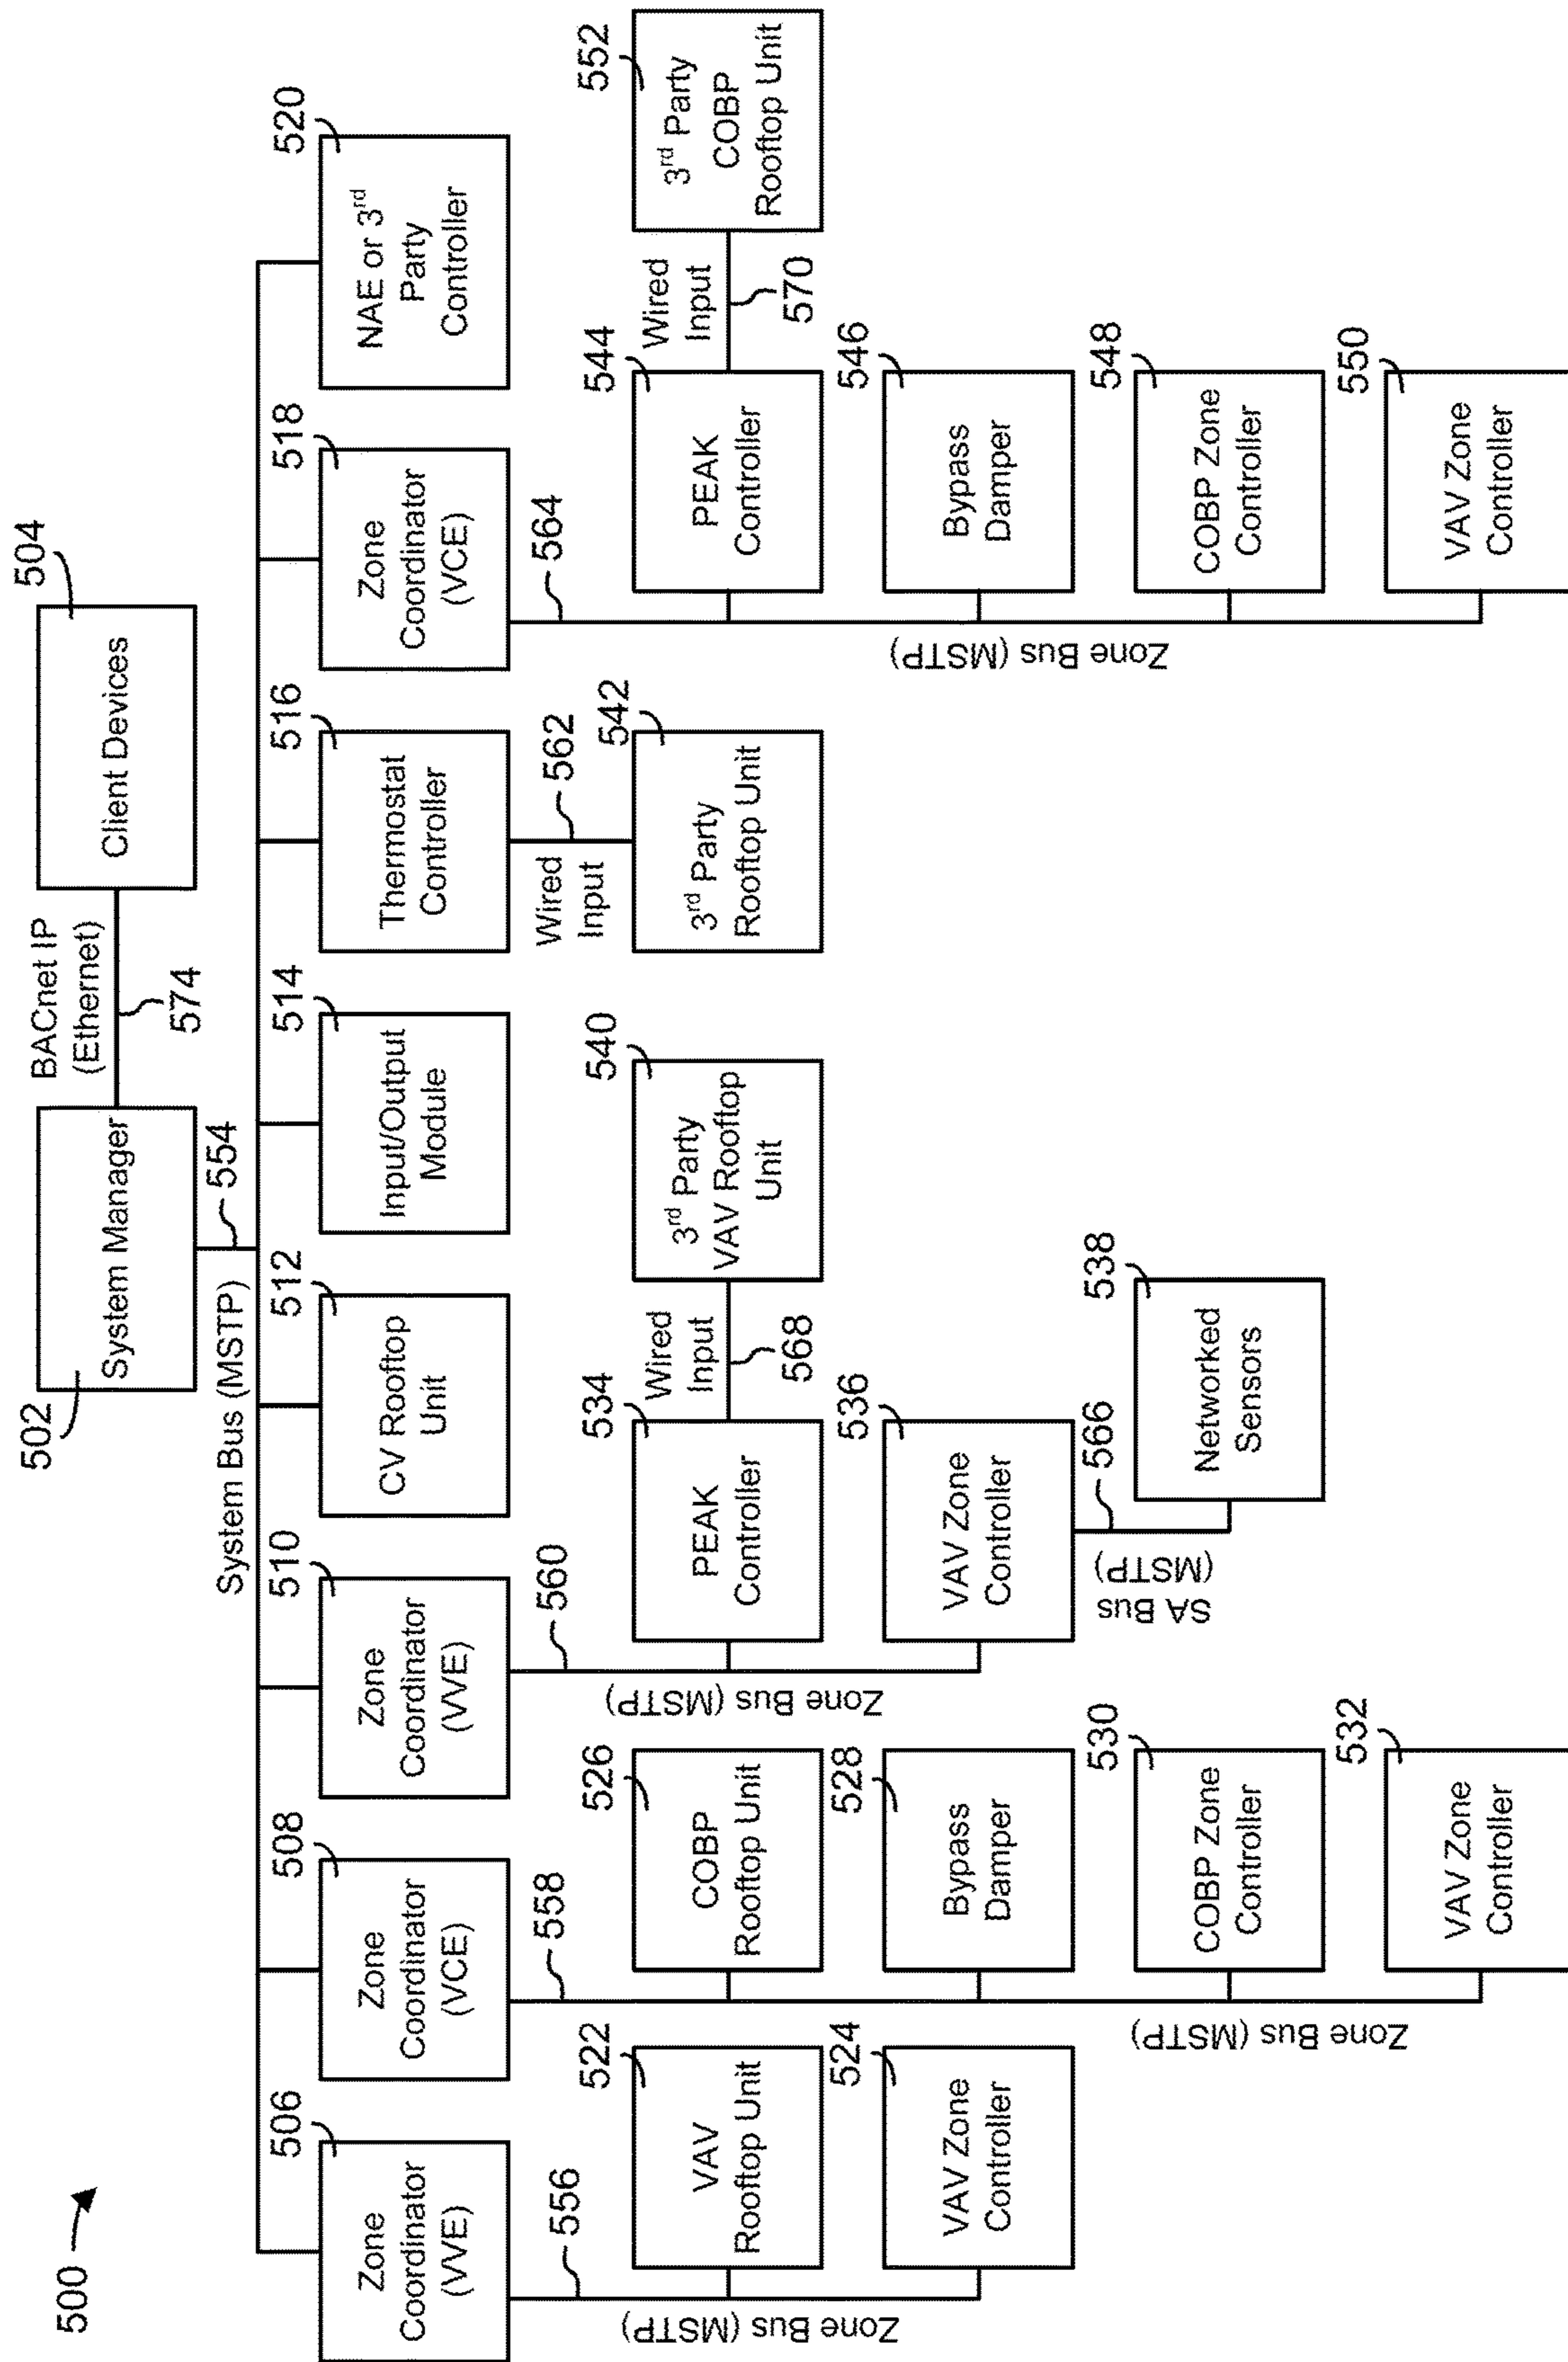 500
502
System Manager
BACnet IP
(Ethernet)
574
504
Client Devices
System Bus (MSTP)
554
506
Zone
Coordinator
(VVE)
508
Zone
Coordinator
(VCE)
510
Zone
Coordinator
(VVE)
512
CV Rooftop
Unit
514
Input/Output
Module
516
Thermostat
Controller
518
Zone
Coordinator
(VCE)
520
NAE or 3rd
Party
Controller
556
Zone Bus (MSTP)
522
VAV
Rooftop Unit
524
VAV Zone
Controller
558
Zone Bus (MSTP)
526
COBP
Rooftop Unit
528
Bypass
Damper
530
COBP Zone
Controller
532
VAV Zone
Controller
560
Zone Bus (MSTP)
534
PEAK
Controller
Wired
Input
568
540
3rd Party
VAV Rooftop
Unit
536
VAV Zone
Controller
566
SA Bus
(MSTP)
538
Networked
Sensors
Wired
Input
562
542
3rd Party
Rooftop Unit
564
Zone Bus (MSTP)
544
PEAK
Controller
Wired
Input
570
552
3rd Party
COBP
Rooftop Unit
546
Bypass
Damper
548
COBP Zone
Controller
550
VAV Zone
Controller